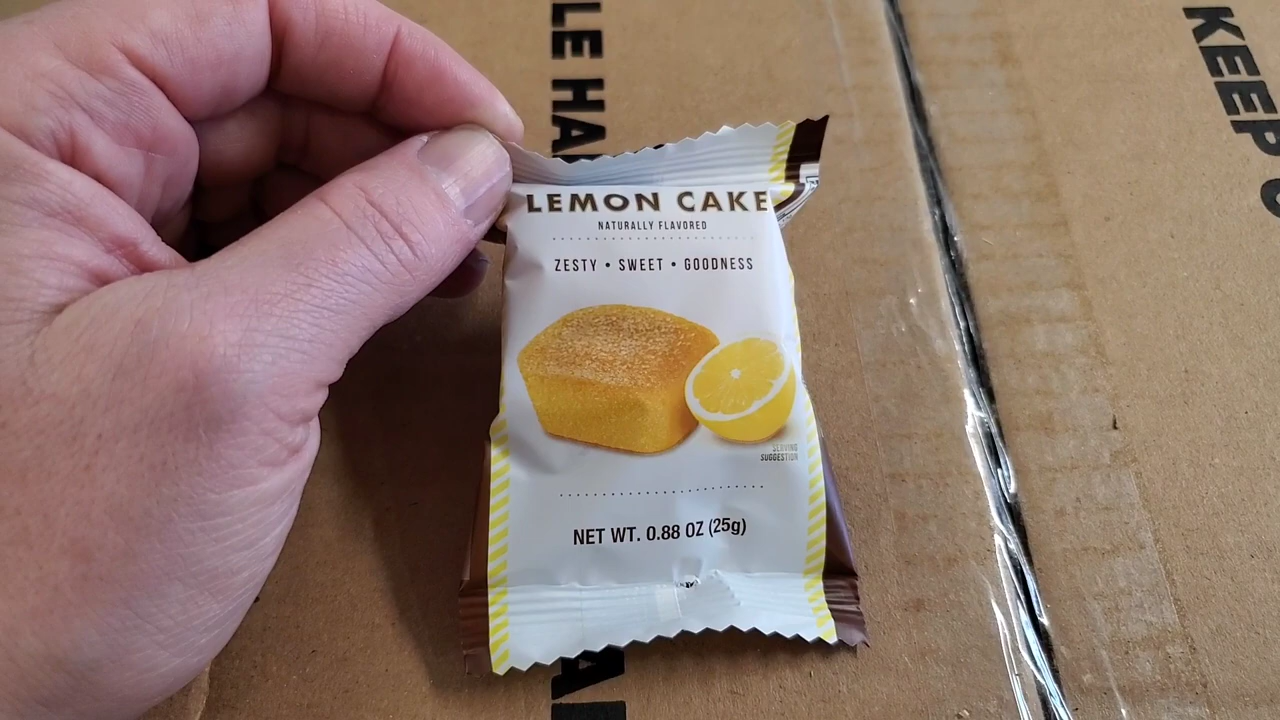 LE HA
KEEP
LEMON CAKE
NATURALLY FLAVORED
ZESTY • SWEET • GOODNESS
SERVING
SUGGESTION
NET WT. 0.88 OZ (25g)